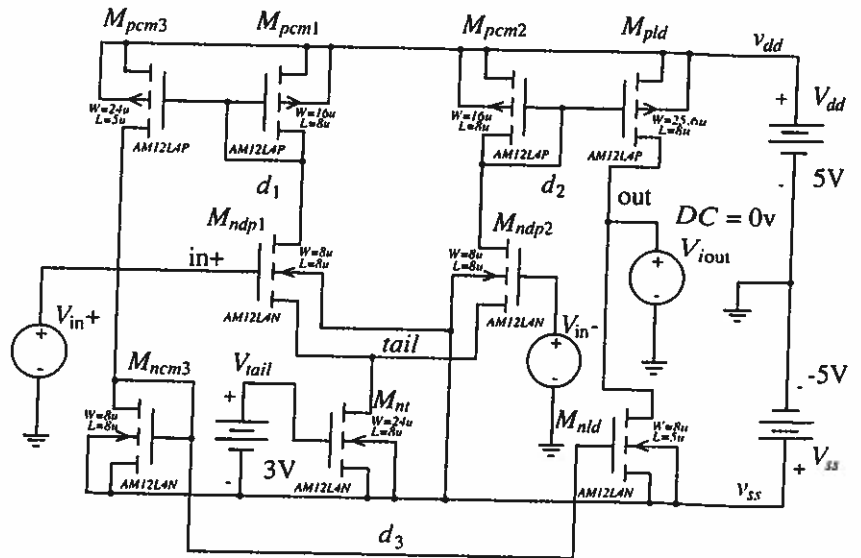 M_pcm3
M_pcm1
M_pcm2
M_pld
v_dd
W=24u
L=5u
W=16u
L=8u
W=16u
L=8u
W=25.6u
L=8u
+
V_dd
-
5V
AM12L4P
AM12L4P
AM12L4P
AM12L4P
d_1
d_2
out
DC = 0v
V_iout
+
-
M_ndp1
M_ndp2
in+
W=8u
L=8u
W=8u
L=8u
AM12L4N
AM12L4N
V_in+
+
-
tail
V_in-
+
-
M_ncm3
V_tail
+
M_nt
M_nld
-
-5V
W=8u
L=8u
W=24u
L=8u
W=8u
L=5u
3V
-
+
V_ss
AM12L4N
AM12L4N
AM12L4N
v_ss
d_3